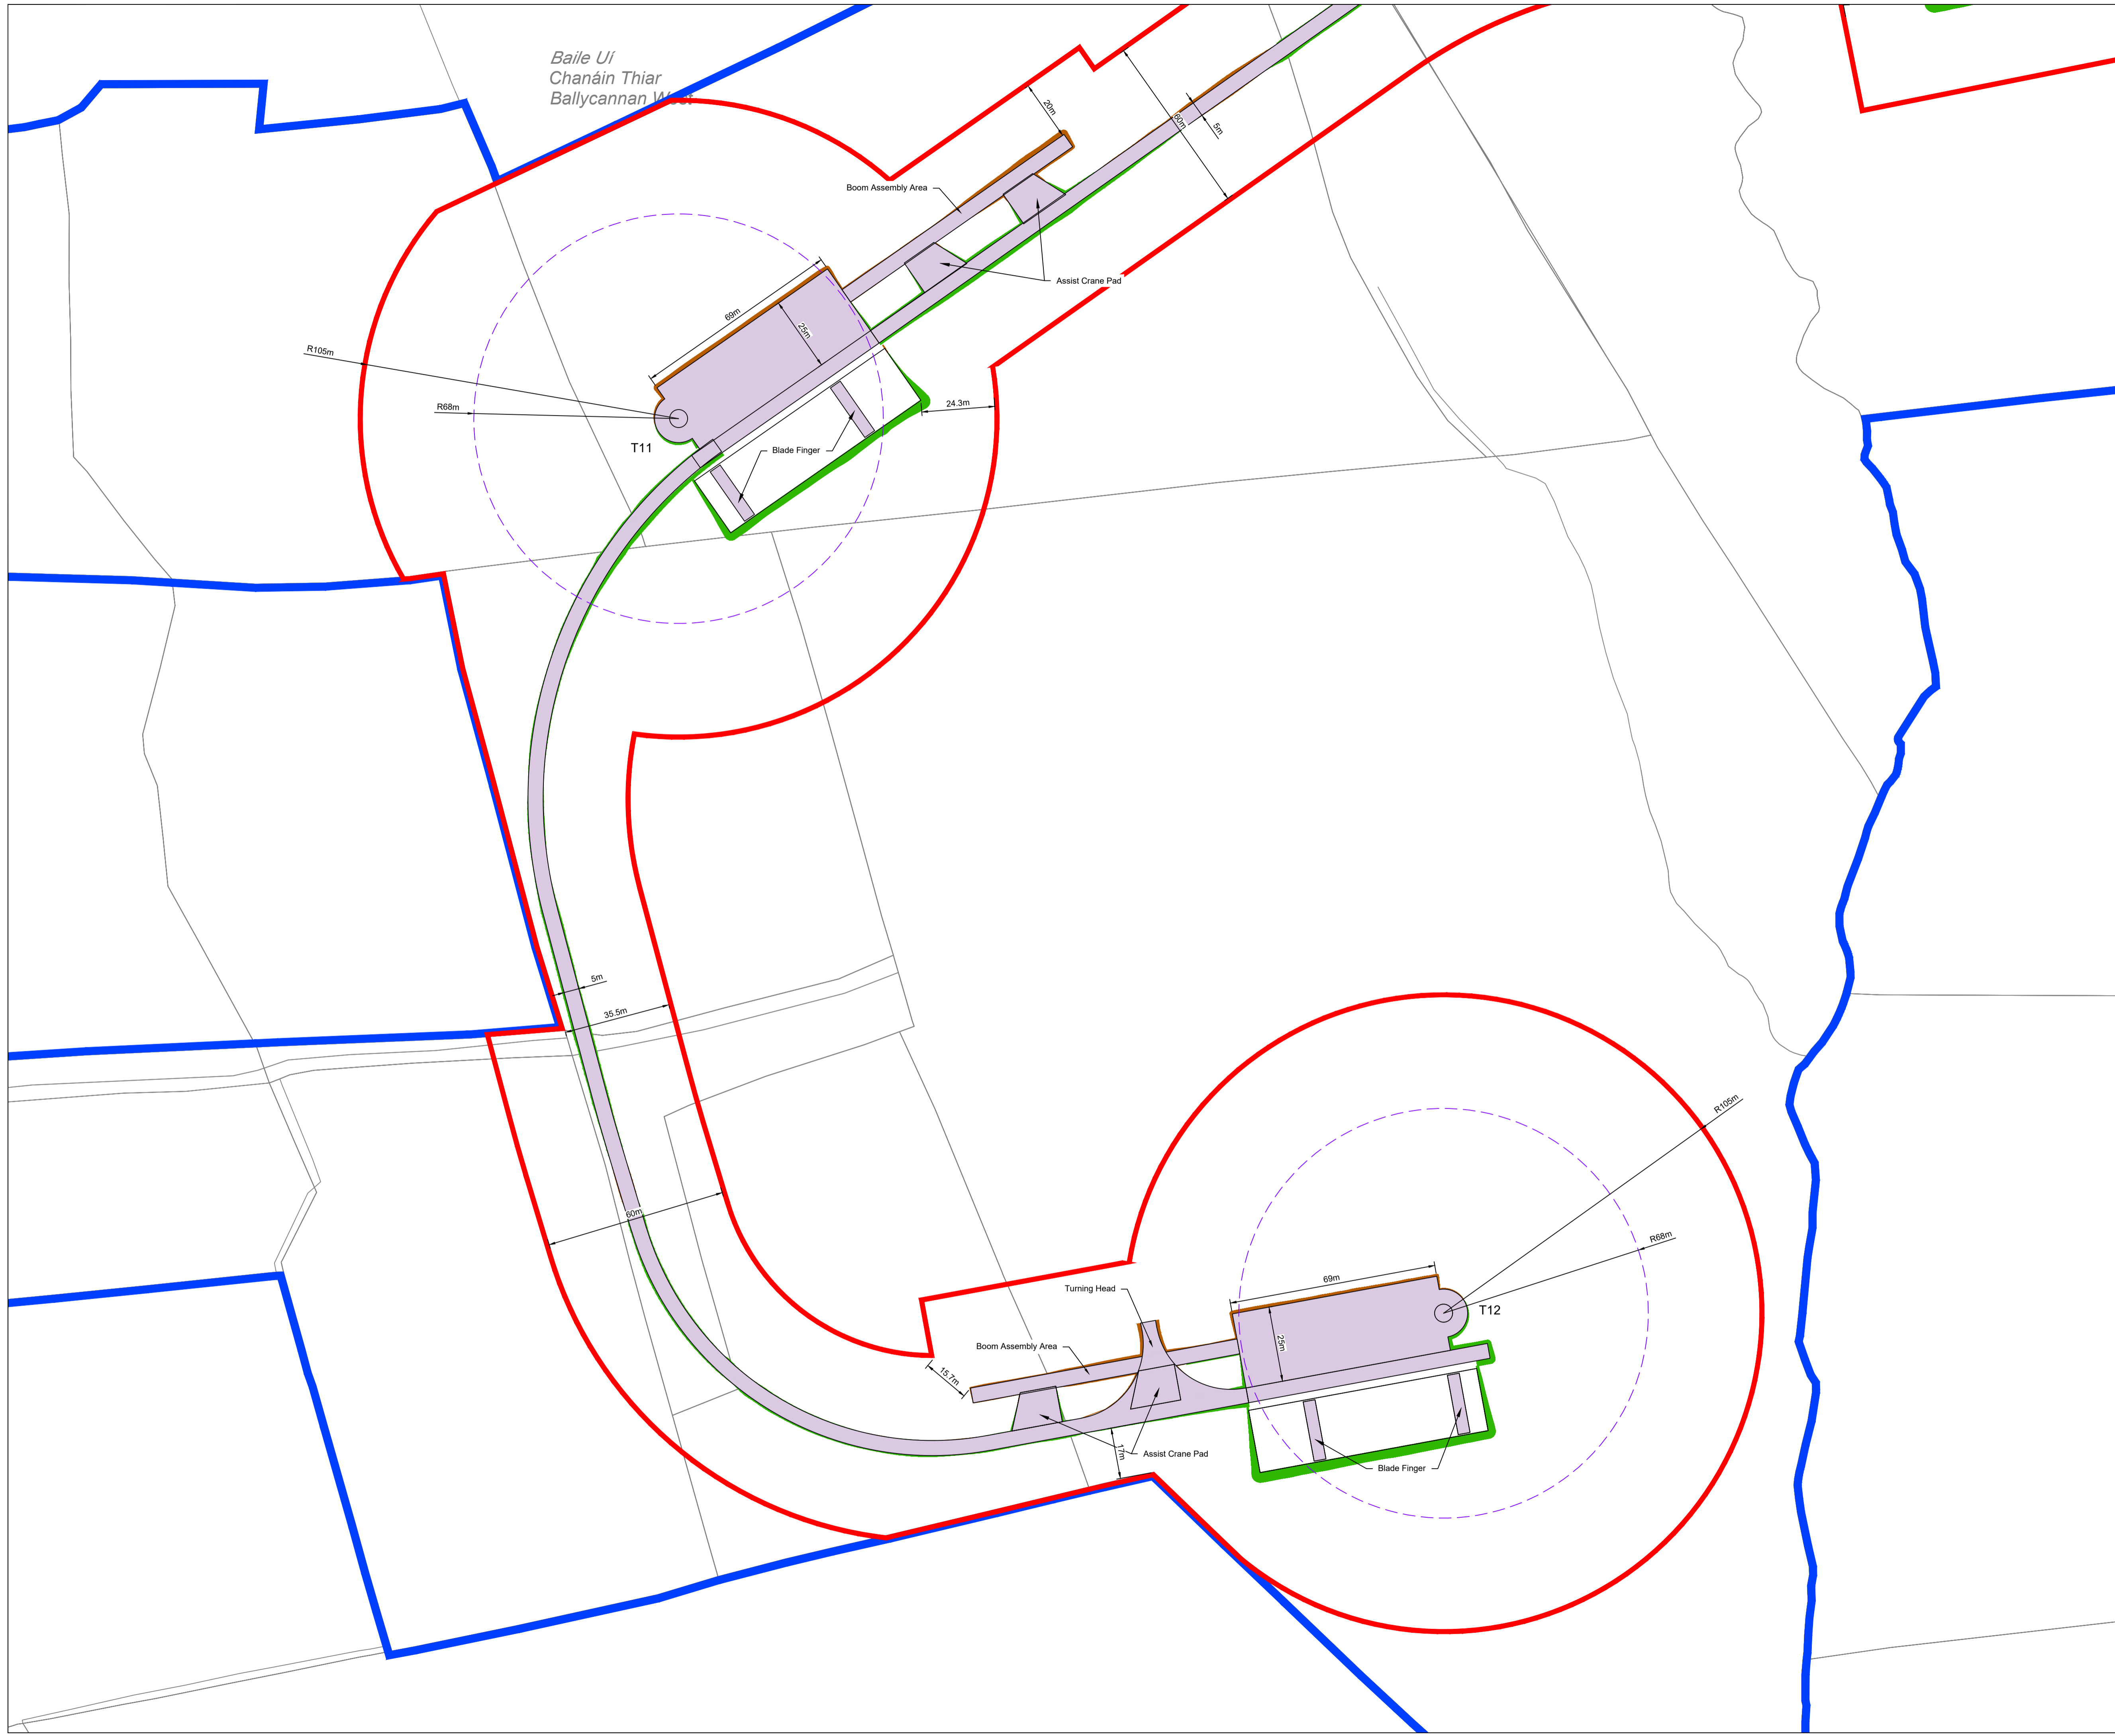 Baile Uí
Chanáin Thiar
Ballycannan West
20m
60m
5m
Boom Assembly Area
Assist Crane Pad
69m
25m
R105m
R68m
24.3m
T11
Blade Finger
5m
35.5m
60m
R105m
R68m
Turning Head
69m
T12
Boom Assembly Area
25m
15.7m
17m
Assist Crane Pad
Blade Finger